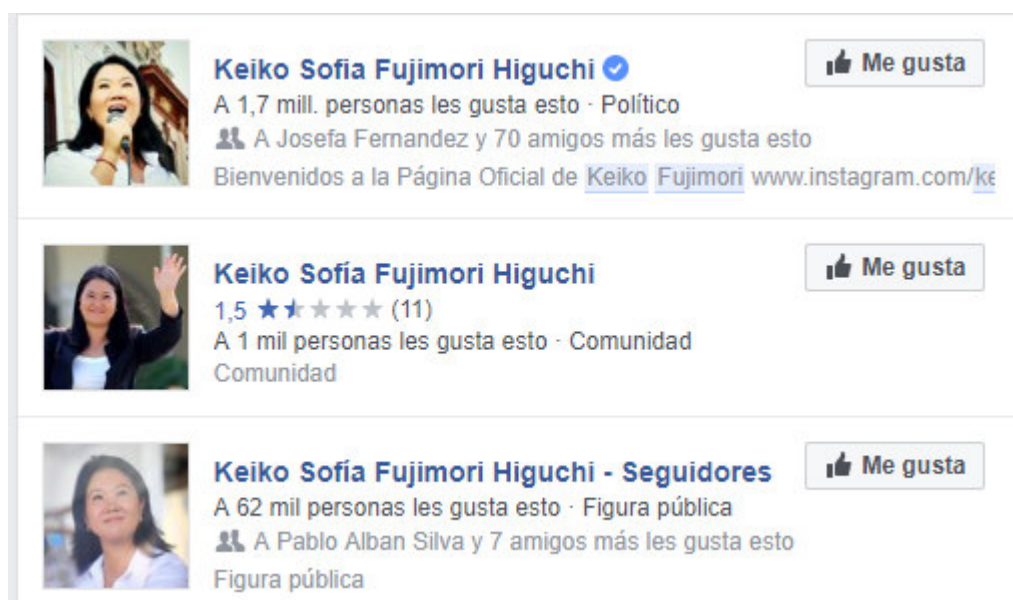 Keiko Sofia Fujimori Higuchi
Me gusta
A 1,7 mill. personas les gusta esto · Político
A Josefa Fernandez y 70 amigos más les gusta esto
Bienvenidos a la Página Oficial de Keiko Fujimori www.instagram.com/ke
Keiko Sofía Fujimori Higuchi
Me gusta
1,5 (11)
A 1 mil personas les gusta esto · Comunidad
Comunidad
Keiko Sofía Fujimori Higuchi - Seguidores
Me gusta
A 62 mil personas les gusta esto · Figura pública
A Pablo Alban Silva y 7 amigos más les gusta esto
Figura pública